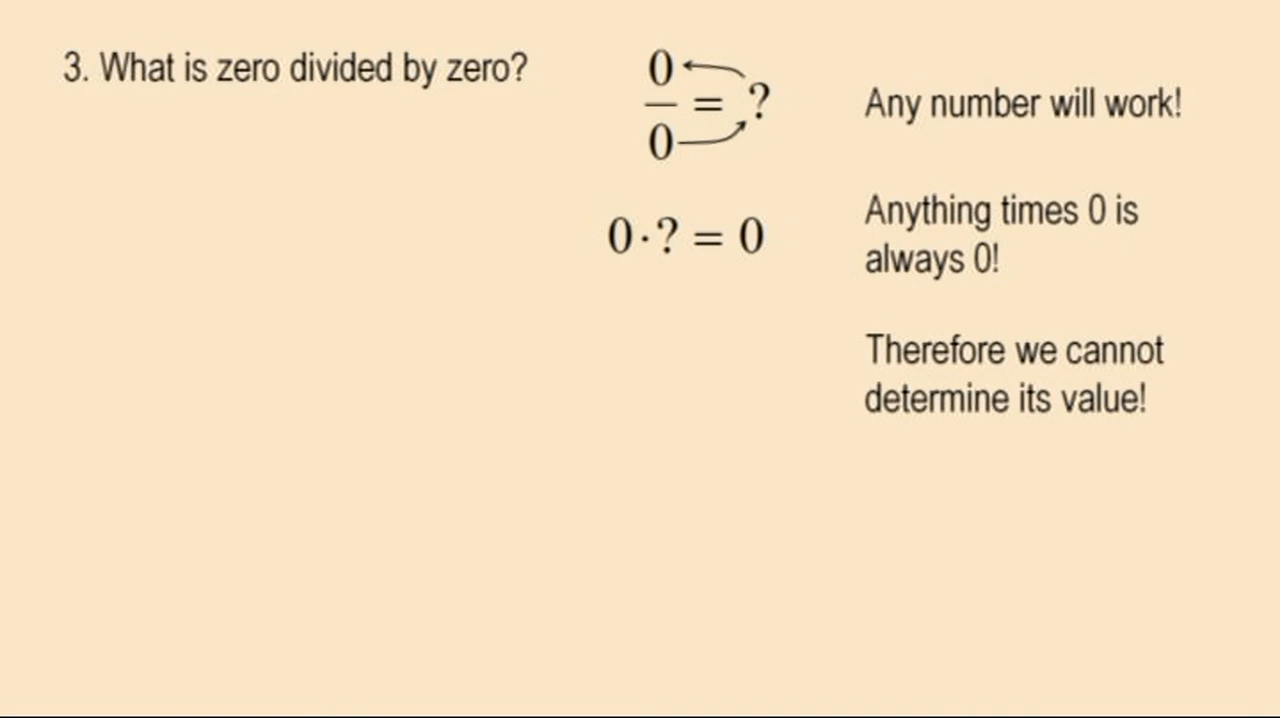 3. What is zero divided by zero?
0
— = ?
0
Any number will work!
0·? = 0
Anything times 0 is
always 0!
Therefore we cannot
determine its value!